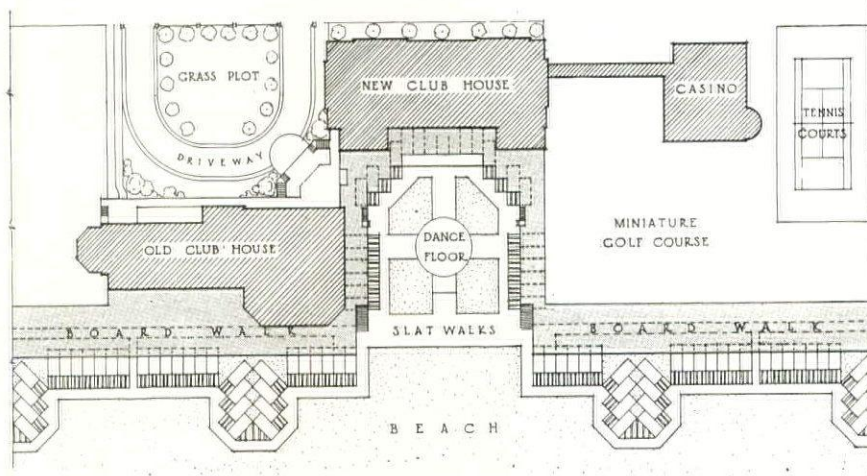 GRASS PLOT
NEW CLUB HOUSE
CASINO
TENNIS
COURTS
DRIVEWAY
OLD CLUB HOUSE
DANCE
FLOOR
MINIATURE
GOLF COURSE
BOARD WALK
SLAT WALKS
BOARD WALK
BEACH